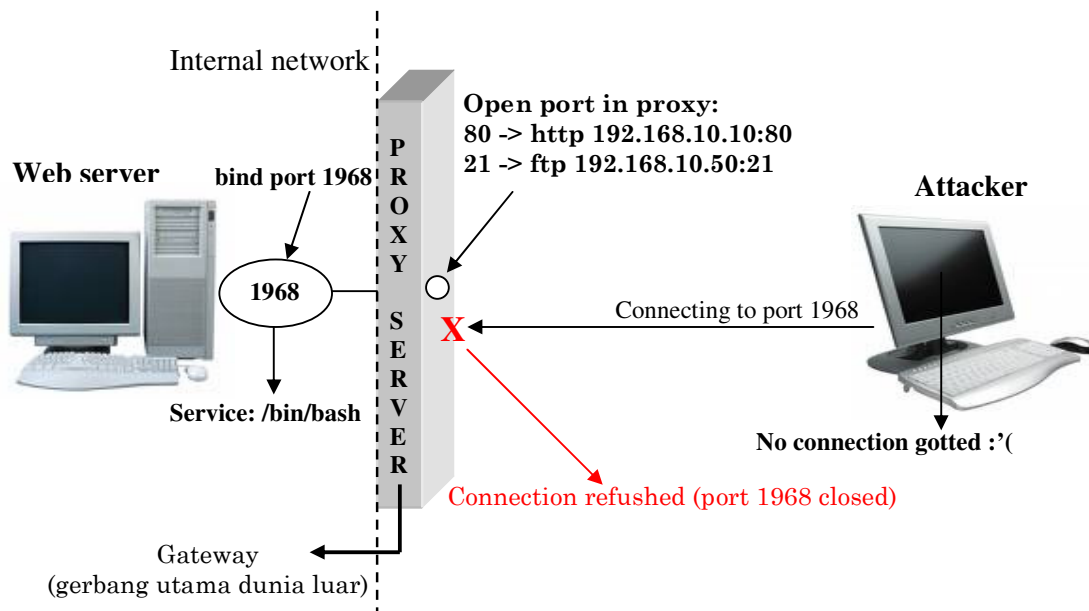 Internal network
Open port in proxy:
80 -> http 192.168.10.10:80
21 -> ftp 192.168.10.50:21
Web server
bind port 1968
PROXY SERVER
Attacker
1968
Connecting to port 1968
X
Service: /bin/bash
No connection gotted :’(
Connection refushed (port 1968 closed)
Gateway
(gerbang utama dunia luar)